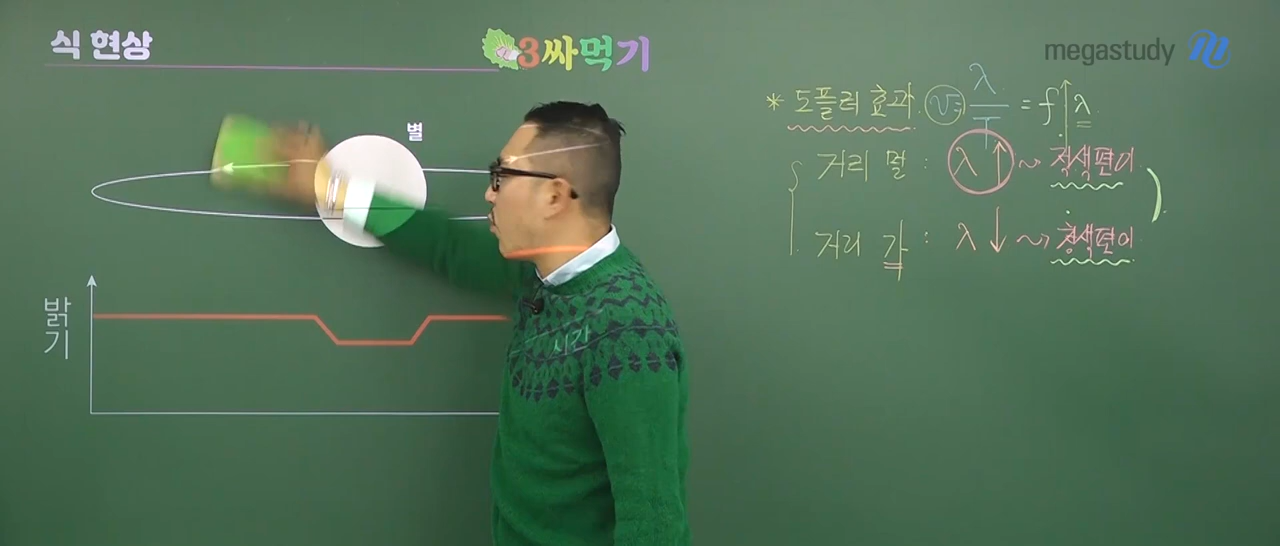 식 현상
3싸먹기
megastudy
별
* 도플러 효과. v = λ/T = f↑λ
거리 멀 : λ ↑ ~ 적색편이
거리 가 : λ ↓ ~ 청색편이
밝기
시간